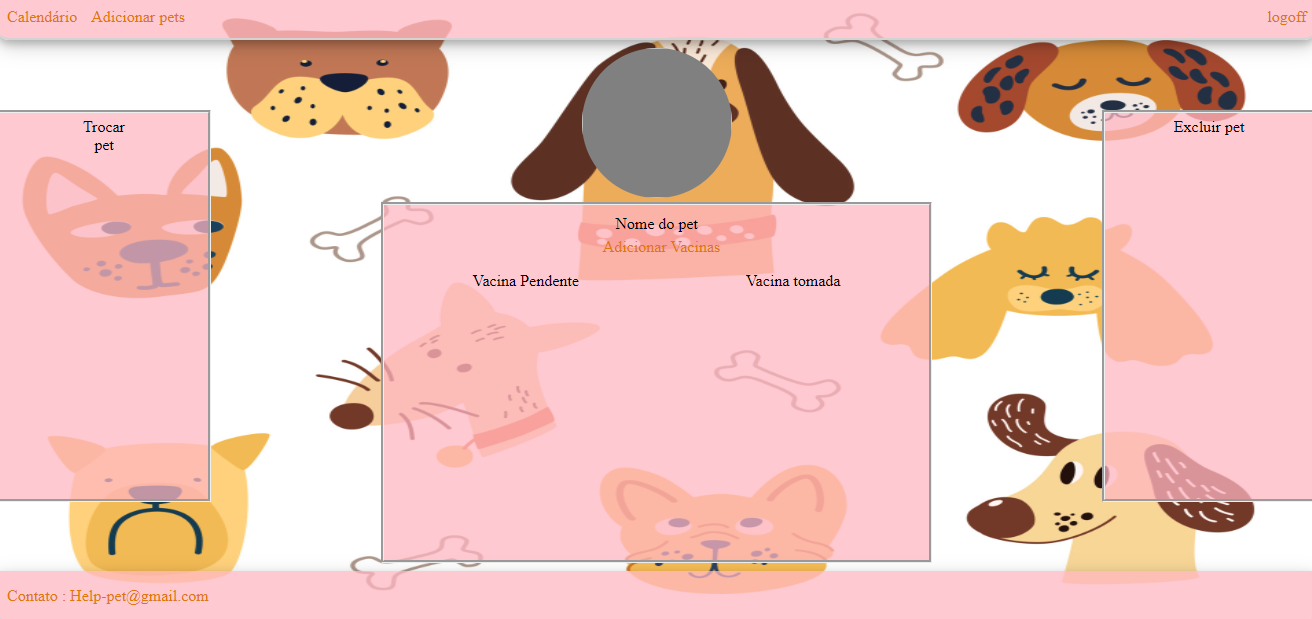 Calendário Adicionar pets logoff
Trocar
pet
Excluir pet
Nome do pet
Adicionar Vacinas
Vacina Pendente Vacina tomada
Contato : Help-pet@gmail.com